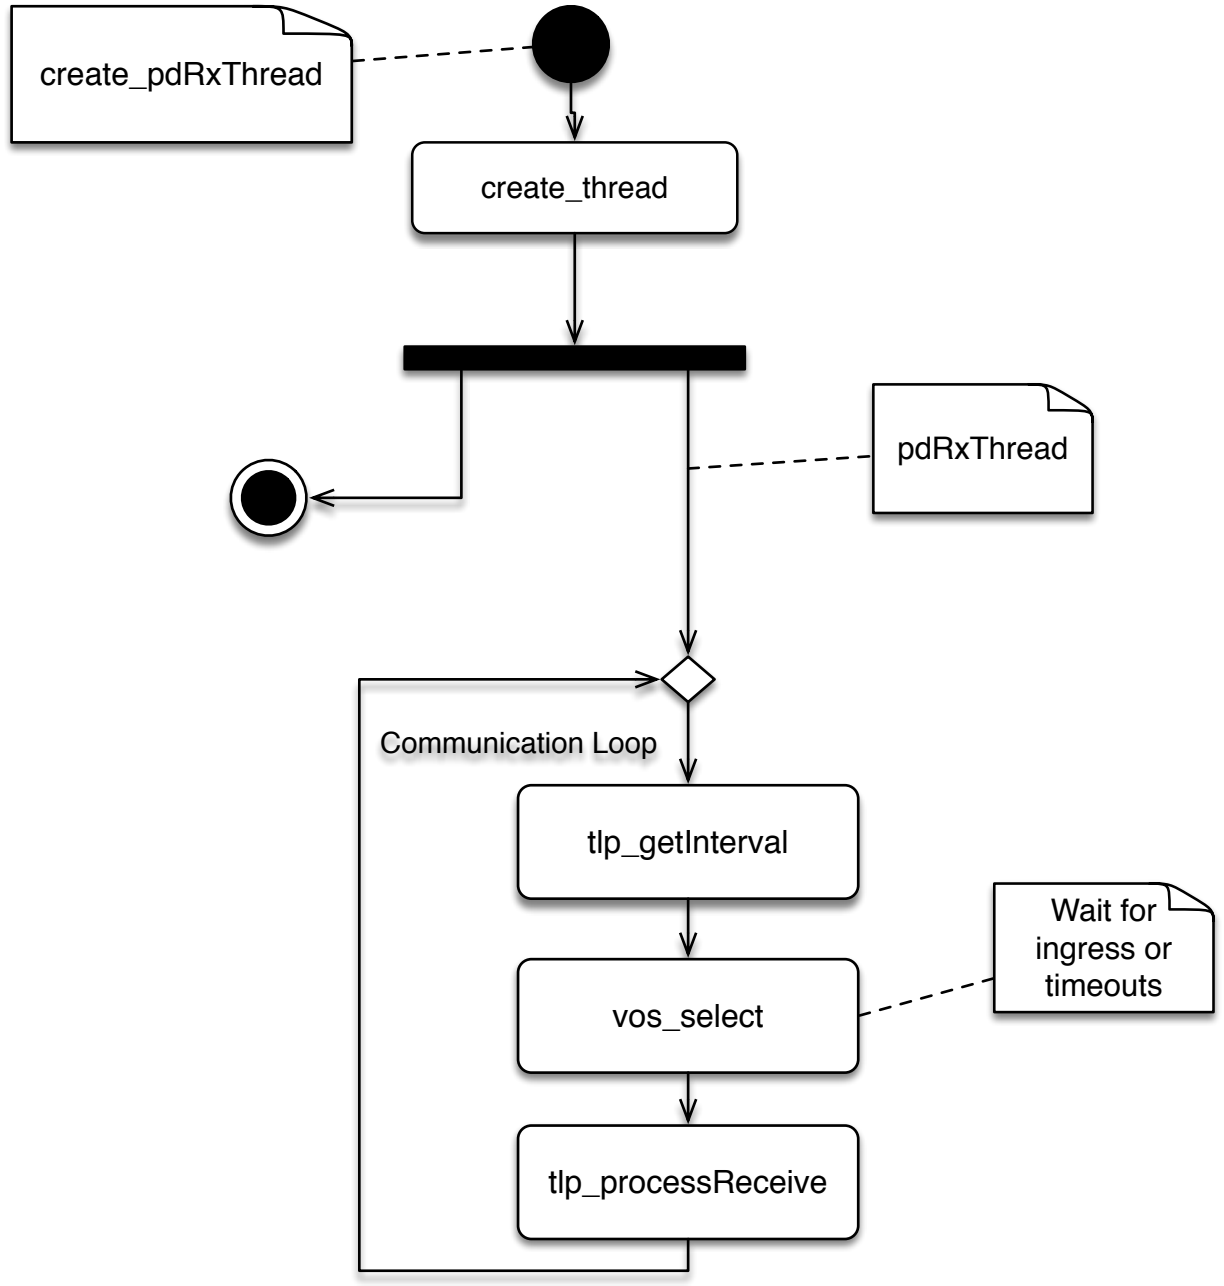 create_pdRxThread
create_thread
pdRxThread
Communication Loop
tlp_getInterval
Wait for
ingress or
timeouts
vos_select
tlp_processReceive